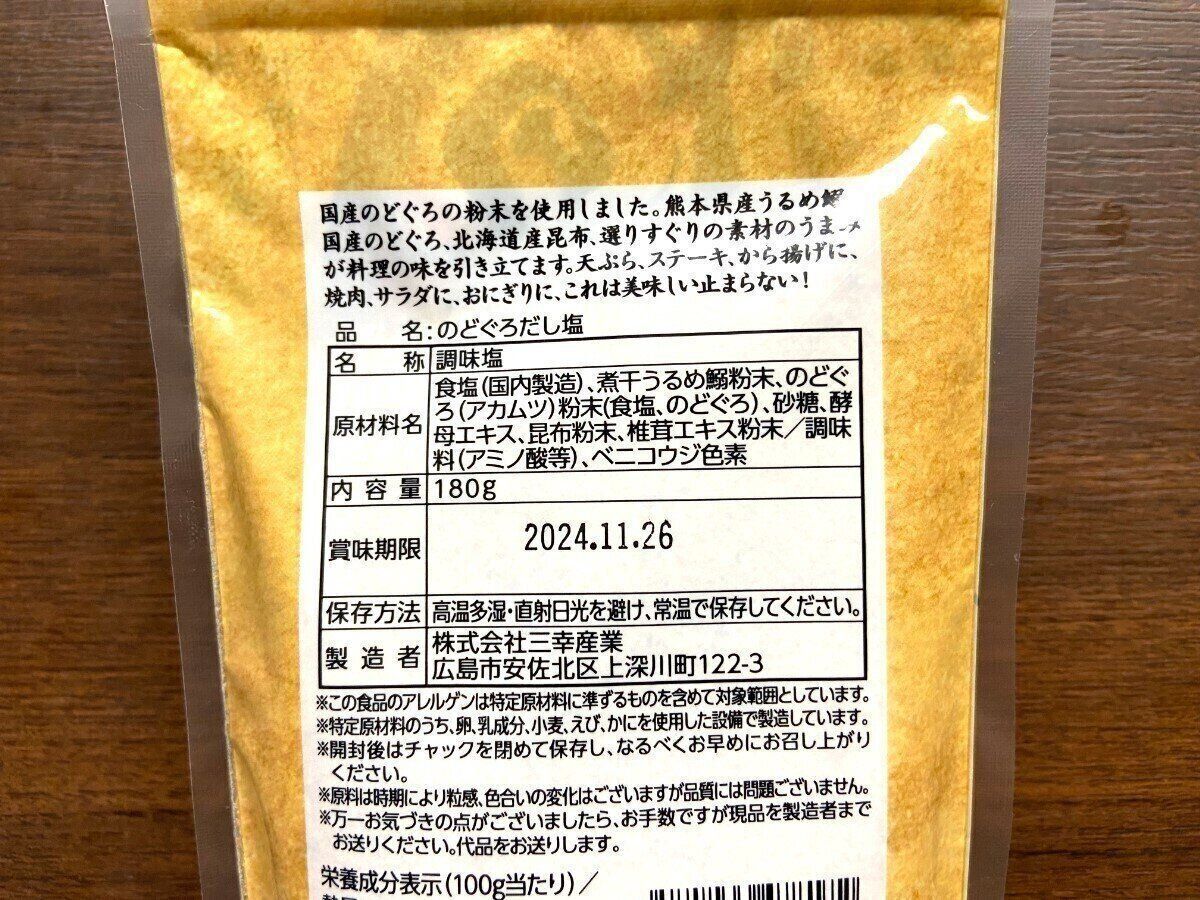 国産のどぐろの粉末を使用しました。熊本県産うるめ鰯
国産のどぐろ、北海道産昆布、選りすぐりの素材のうまみ
が料理の味を引き立てます。天ぷら、ステーキ、から揚げに、
焼肉、サラダに、おにぎりに、これは美味しい止まらない!
品 名:のどぐろだし塩
名 称 調味塩
原材料名 食塩(国内製造)、煮干うるめ鰯粉末、のどぐ
ろ(アカムツ)粉末(食塩、のどぐろ)、砂糖、酵
母エキス、昆布粉末、椎茸エキス粉末/調味
料(アミノ酸等)、ベニコウジ色素
内容量 180g
賞味期限 2024.11.26
保存方法 高温多湿・直射日光を避け、常温で保存してください。
製造者 株式会社三幸産業
広島市安佐北区上深川町122-3
※この食品のアレルゲンは特定原材料に準ずるものを含めて対象範囲としています。
※特定原材料のうち、卵、乳成分、小麦、えび、かにを使用した設備で製造しています。
※開封後はチャックを閉めて保存し、なるべくお早めにお召し上がり
ください。
※原料は時期により粒感、色合いの変化はございますが品質には問題ございません。
※万一お気づきの点がございましたら、お手数ですが現品を製造者まで
お送りください。代品をお送りします。
栄養成分表示(100g当たり)/